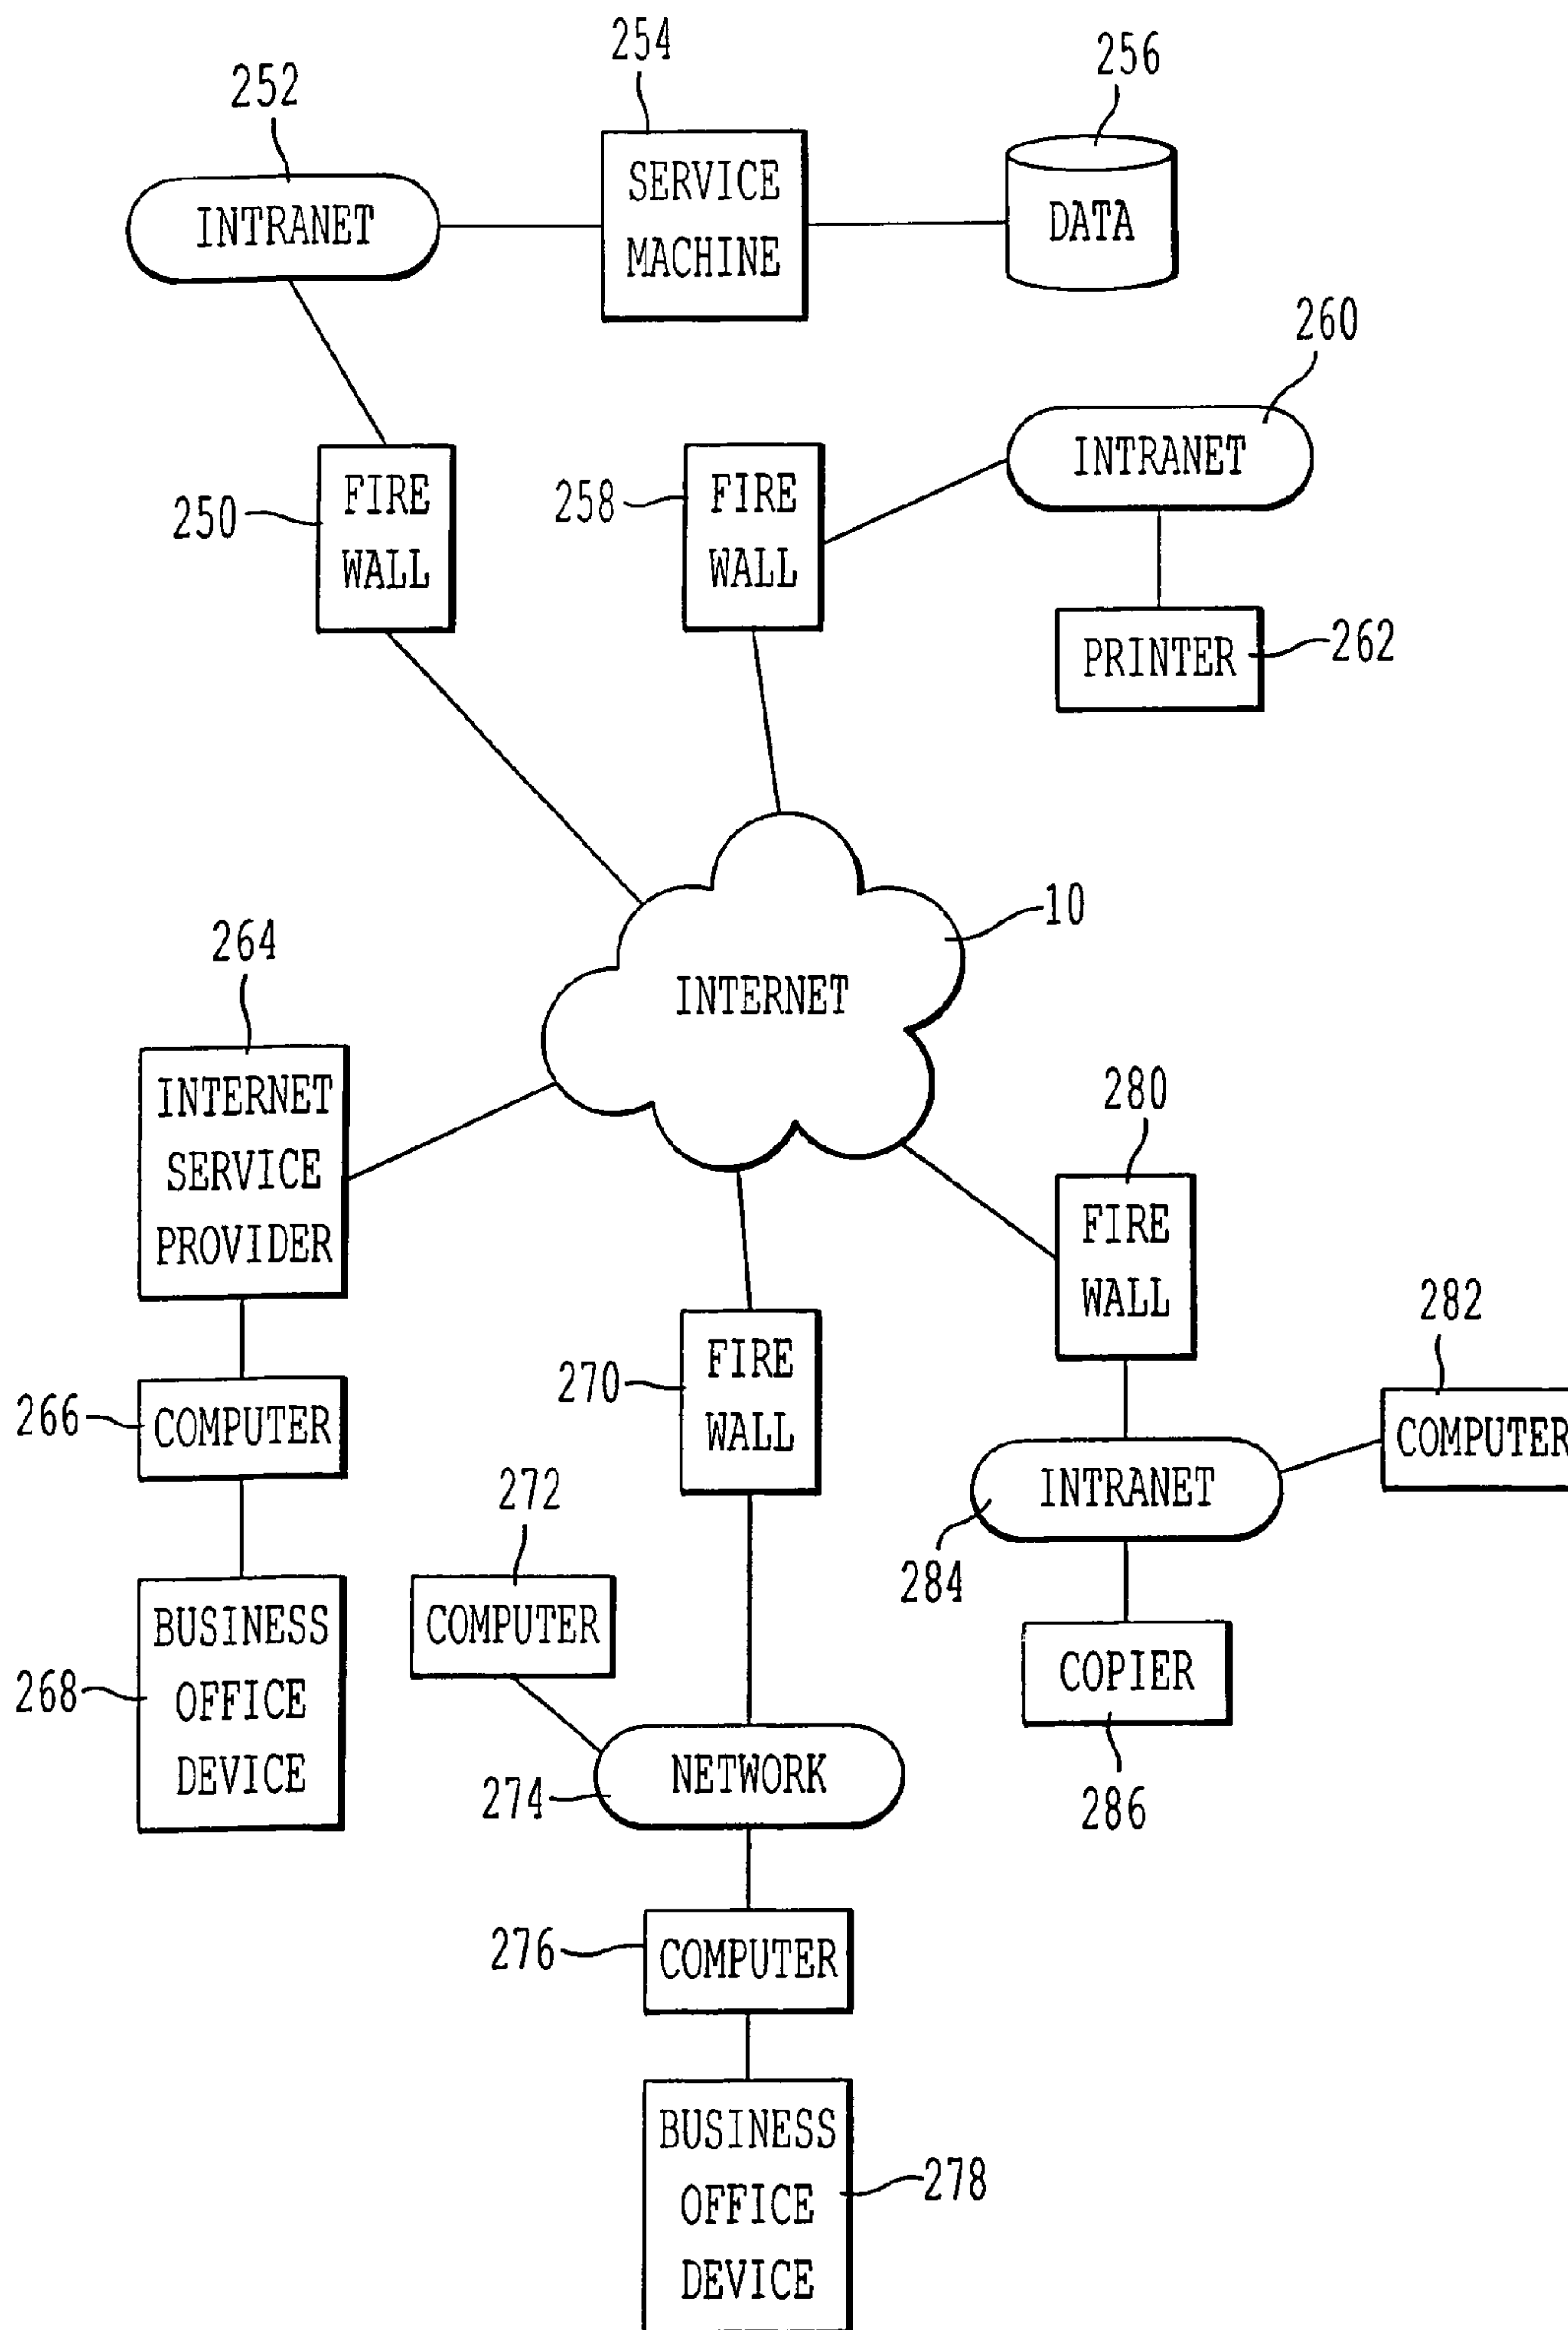 254
256
252
SERVICE
MACHINE
INTRANET
DATA
260
INTRANET
250
FIRE
WALL
258
FIRE
WALL
PRINTER
262
10
INTERNET
264
INTERNET
SERVICE
PROVIDER
280
FIRE
WALL
282
COMPUTER
270
FIRE
WALL
266
COMPUTER
272
INTRANET
284
COMPUTER
268
BUSINESS
OFFICE
DEVICE
COPIER
286
274
NETWORK
276
COMPUTER
BUSINESS
OFFICE
DEVICE
278